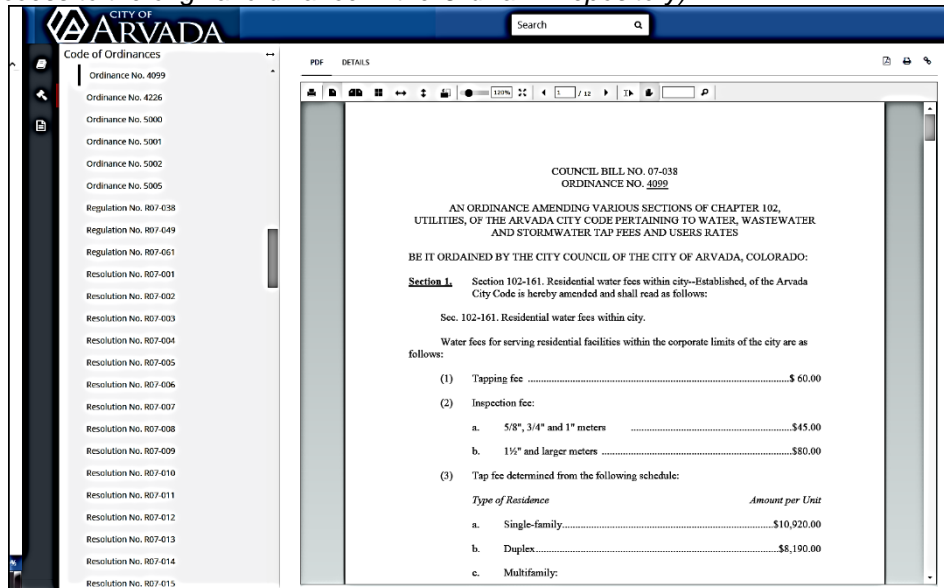 CITY OF
ARVADA
Search
Code of Ordinances
Ordinance No. 4099
Ordinance No. 4226
Ordinance No. 5000
Ordinance No. 5001
Ordinance No. 5002
Ordinance No. 5005
Regulation No. R07-038
Regulation No. R07-049
Regulation No. R07-061
Resolution No. R07-001
Resolution No. R07-002
Resolution No. R07-003
Resolution No. R07-004
Resolution No. R07-005
Resolution No. R07-006
Resolution No. R07-007
Resolution No. R07-008
Resolution No. R07-009
Resolution No. R07-010
Resolution No. R07-011
Resolution No. R07-012
Resolution No. R07-013
Resolution No. R07-014
Resolution No. R07-015
PDF DETAILS
120% 1 / 12
COUNCIL BILL NO. 07-038
ORDINANCE NO. 4099
AN ORDINANCE AMENDING VARIOUS SECTIONS OF CHAPTER 102,
UTILITIES, OF THE ARVADA CITY CODE PERTAINING TO WATER, WASTEWATER
AND STORMWATER TAP FEES AND USERS RATES
BE IT ORDAINED BY THE CITY COUNCIL OF THE CITY OF ARVADA, COLORADO:
Section 1. Section 102-161. Residential water fees within city--Established, of the Arvada
City Code is hereby amended and shall read as follows:
Sec. 102-161. Residential water fees within city.
Water fees for serving residential facilities within the corporate limits of the city are as
follows:
(1) Tapping fee ..........$ 60.00
(2) Inspection fee:
a. 5/8", 3/4" and 1" meters ..........$45.00
b. 1½" and larger meters ..........$80.00
(3) Tap fee determined from the following schedule:
Type of Residence Amount per Unit
a. Single-family..........$10,920.00
b. Duplex..........$8,190.00
c. Multifamily: